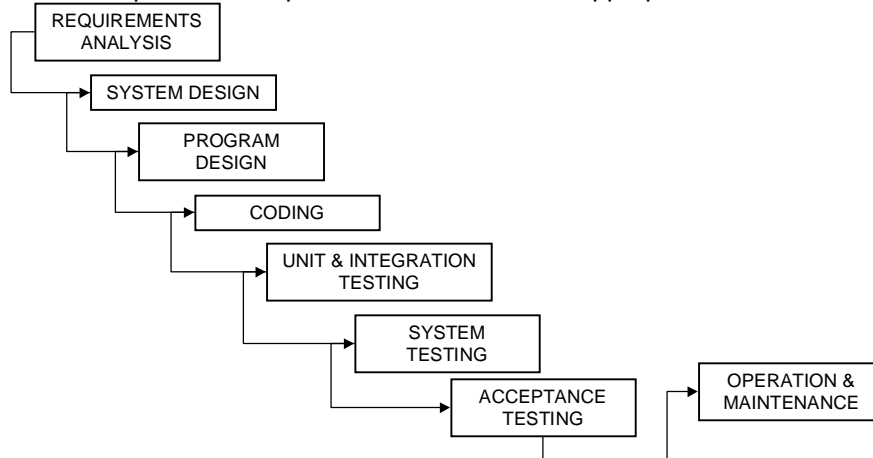 REQUIREMENTS
ANALYSIS
SYSTEM DESIGN
PROGRAM
DESIGN
CODING
UNIT & INTEGRATION
TESTING
SYSTEM
TESTING
ACCEPTANCE
TESTING
OPERATION &
MAINTENANCE